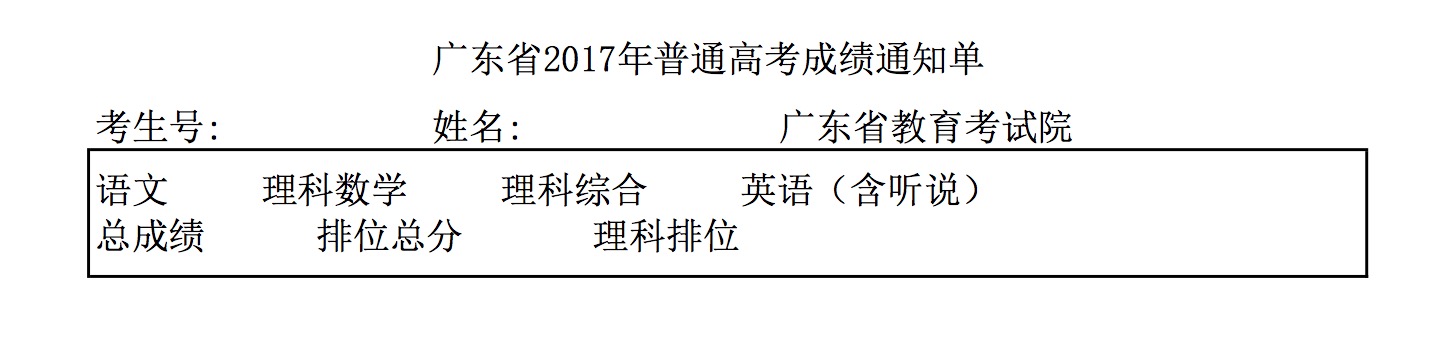 广东省2017年普通高考成绩通知单
考生号: 姓名: 广东省教育考试院
语文 理科数学 理科综合 英语（含听说）
总成绩 排位总分 理科排位